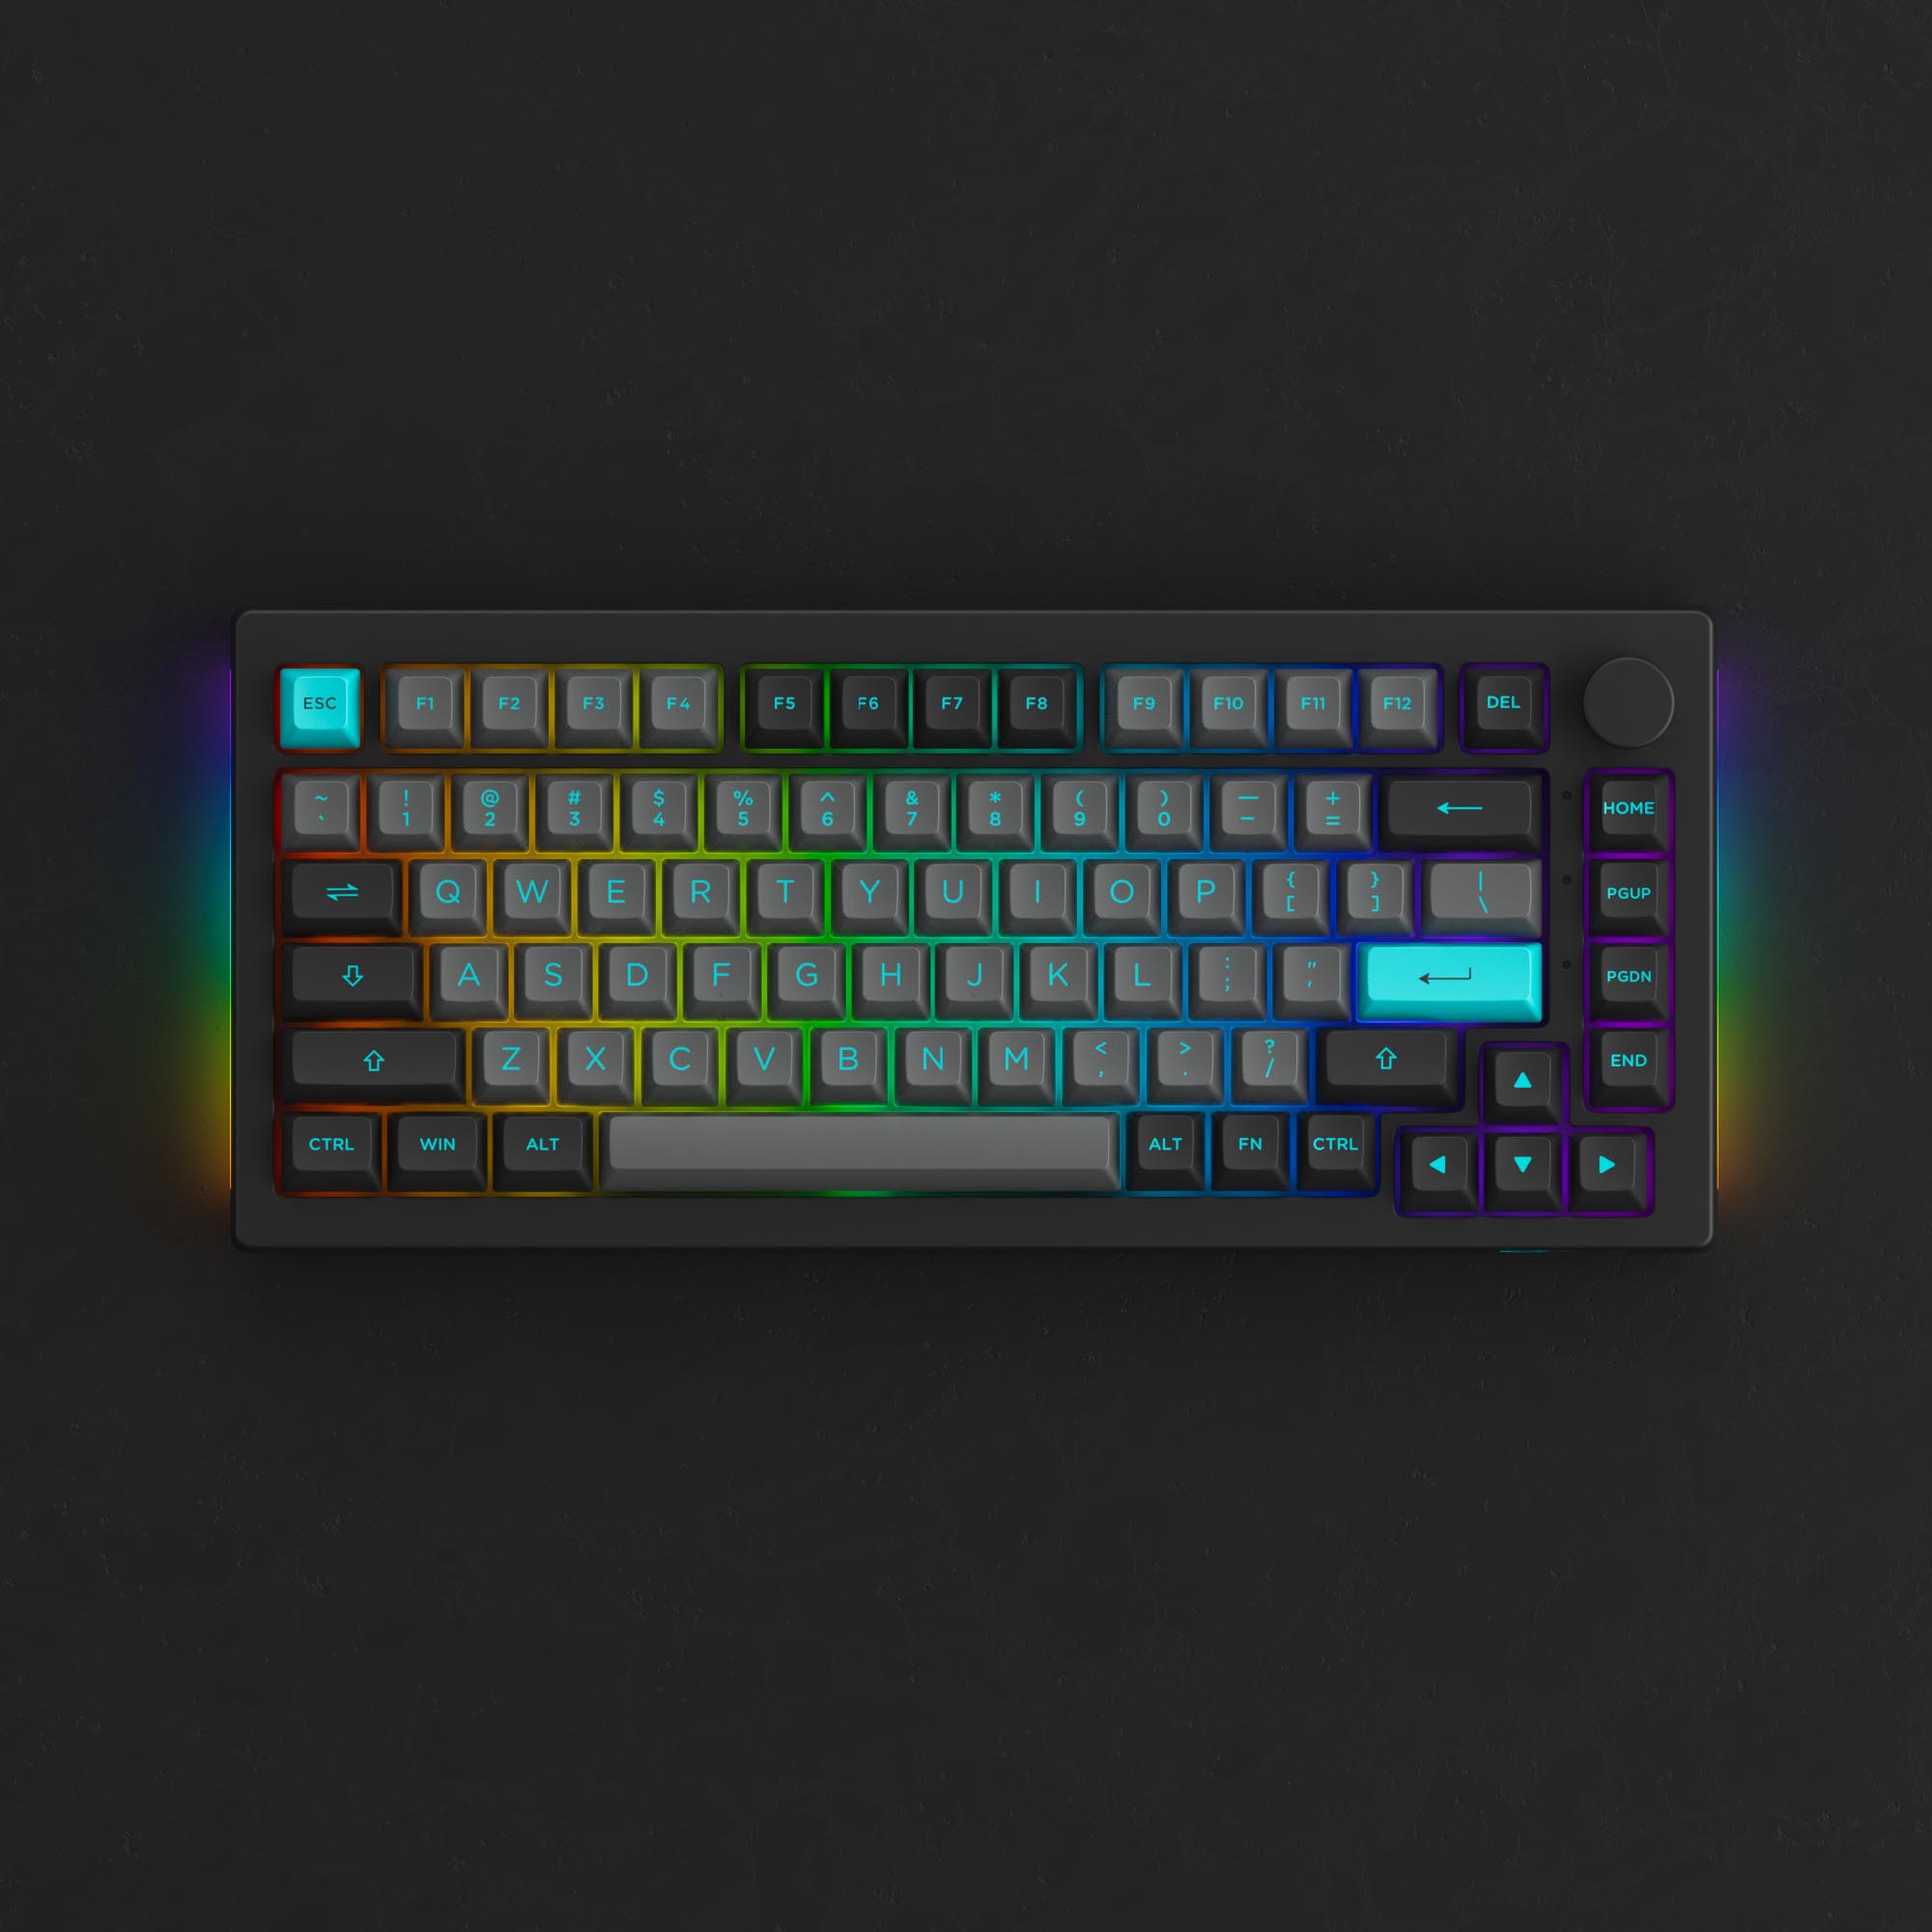 ESC F1 F2 F3 F4 F5 F6 F7 F8 F9 F10 F11 F12 DEL
~ ! @ # $ % ^ & * ( ) — +
` 1 2 3 4 5 6 7 8 9 0 – = ← HOME
⇌ Q W E R T Y U I O P { [ } ] | \ PGUP
⇩ A S D F G H J K L : ; " ' ↵ PGDN
⇧ Z X C V B N M < , > . ? / ⇧ ▲ END
CTRL WIN ALT ALT FN CTRL ◀ ▼ ▶